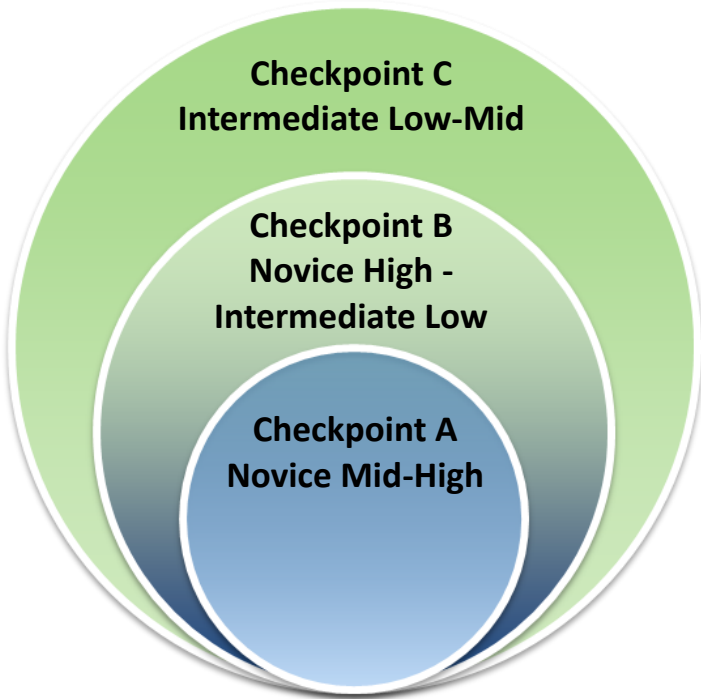 Checkpoint C
Intermediate Low-Mid
Checkpoint B
Novice High -
Intermediate Low
Checkpoint A
Novice Mid-High